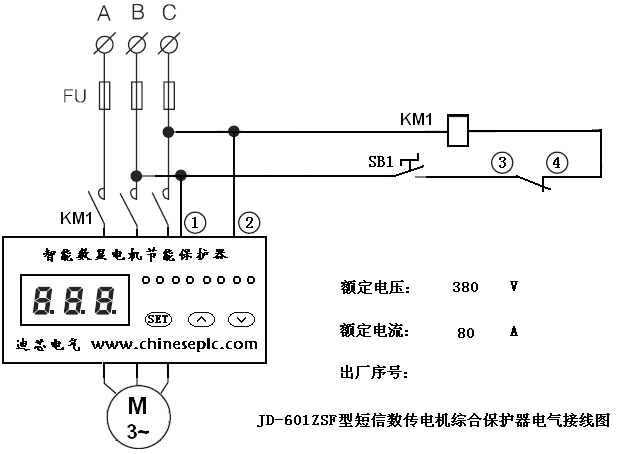 A B C
FU
KM1
SB1
③ ④
KM1
① ②
智能数显电机节能保护器
888
SET
迪芯电气 www.chineseplc.com
额定电压: 380 V
额定电流: 80 A
出厂序号:
M
3~
JD-601ZSF型短信数传电机综合保护器电气接线图